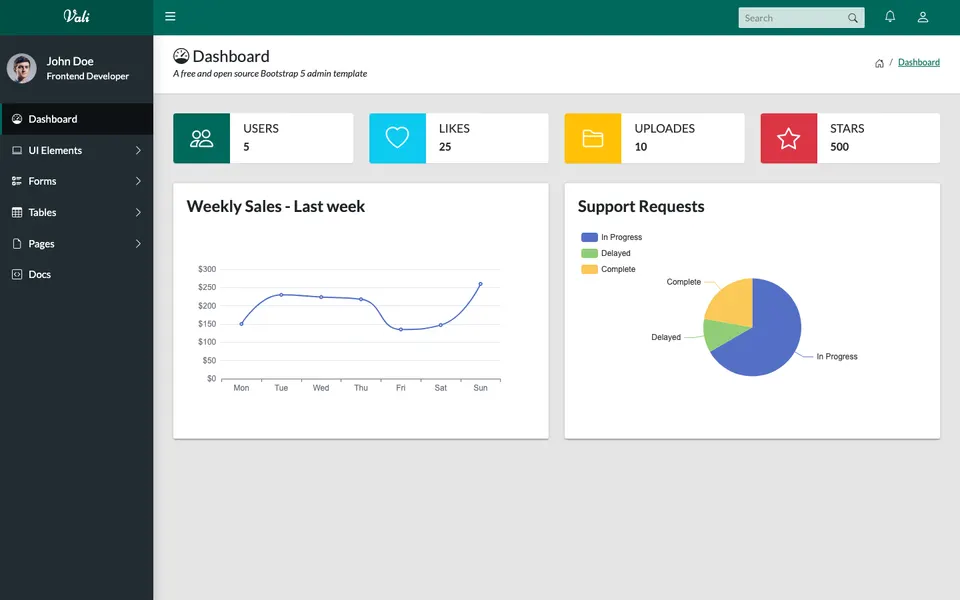 Vali
Search
John Doe
Frontend Developer
Dashboard
UI Elements
Forms
Tables
Pages
Docs
Dashboard
A free and open source Bootstrap 5 admin template
/ Dashboard
USERS
5
LIKES
25
UPLOADES
10
STARS
500
Weekly Sales - Last week
$300
$250
$200
$150
$100
$50
$0
Mon Tue Wed Thu Fri Sat Sun
Support Requests
In Progress
Delayed
Complete
Complete
Delayed
In Progress